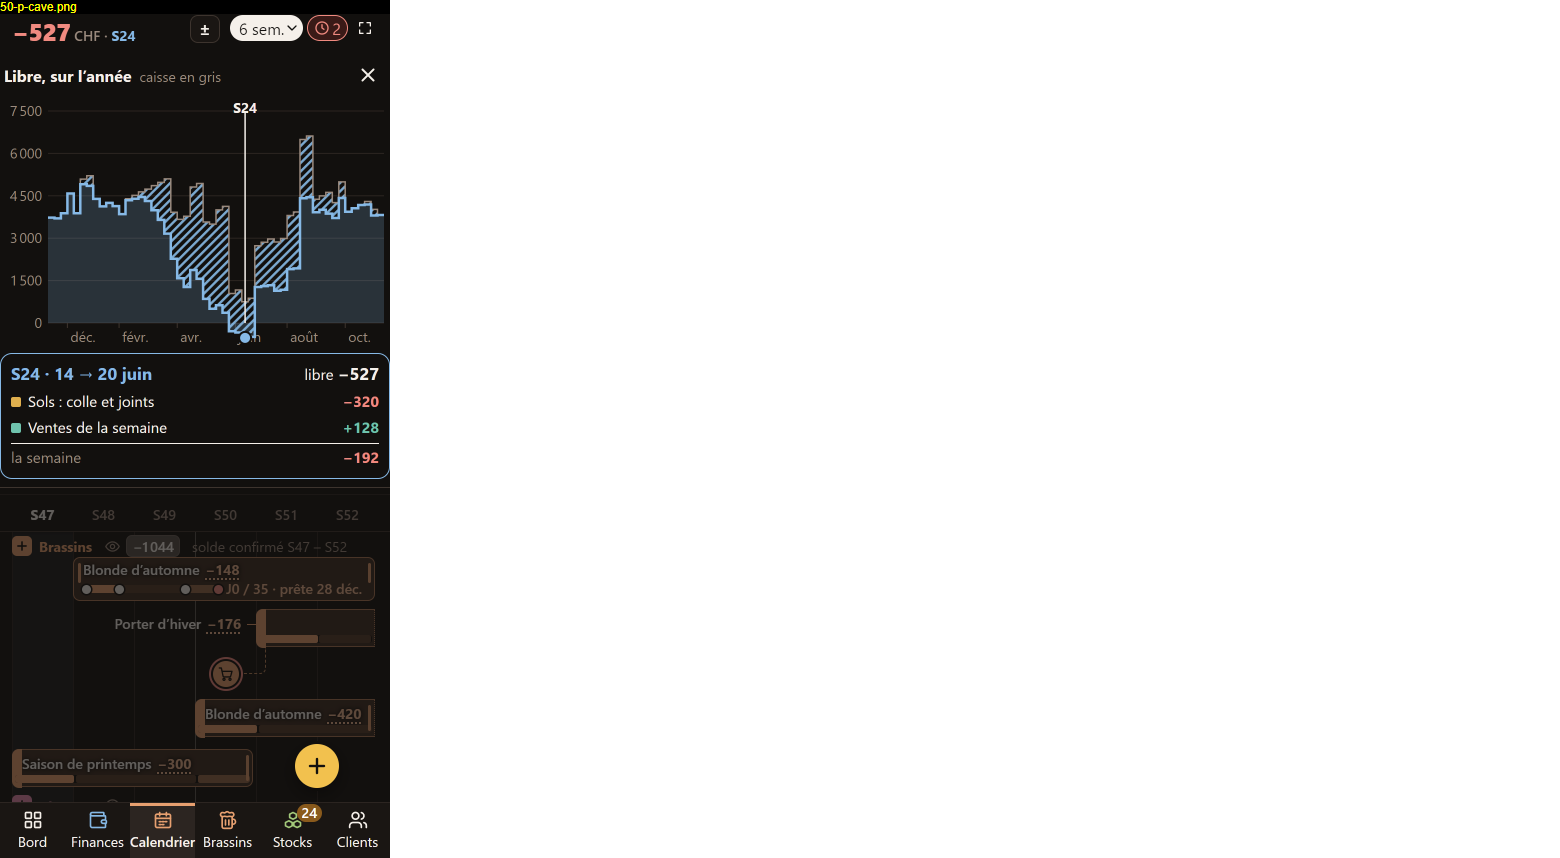 50-p-cave.png
−527 CHF · S24
±
6 sem.
2
Libre, sur l’année caisse en gris
S24
7 500
6 000
4 500
3 000
1 500
0
déc. févr. avr. août oct.
S24 · 14 → 20 juin libre −527
Sols : colle et joints −320
Ventes de la semaine +128
la semaine −192
S47 S48 S49 S50 S51 S52
Brassins −1044 solde confirmé S47 – S52
Blonde d’automne −148
J0 / 35 · prête 28 déc.
Porter d’hiver −176
Blonde d’automne −420
Saison de printemps −300
+
24
Bord Finances Calendrier Brassins Stocks Clients